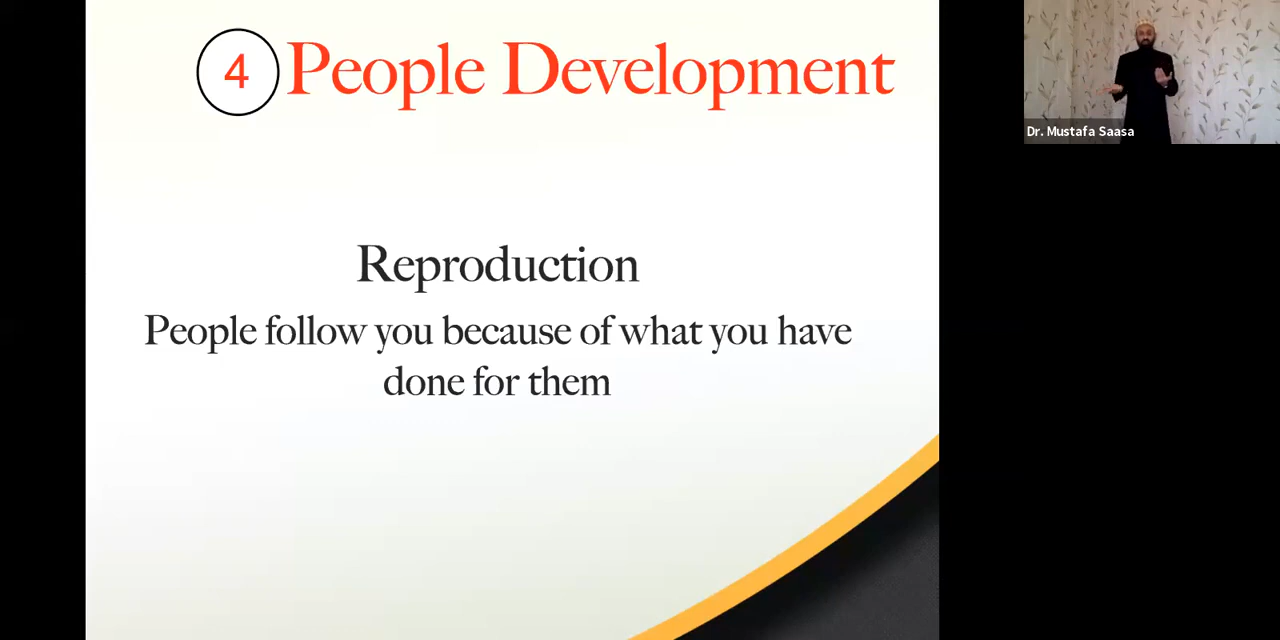 4 People Development
Reproduction
People follow you because of what you have
done for them
Dr. Mustafa Saasa